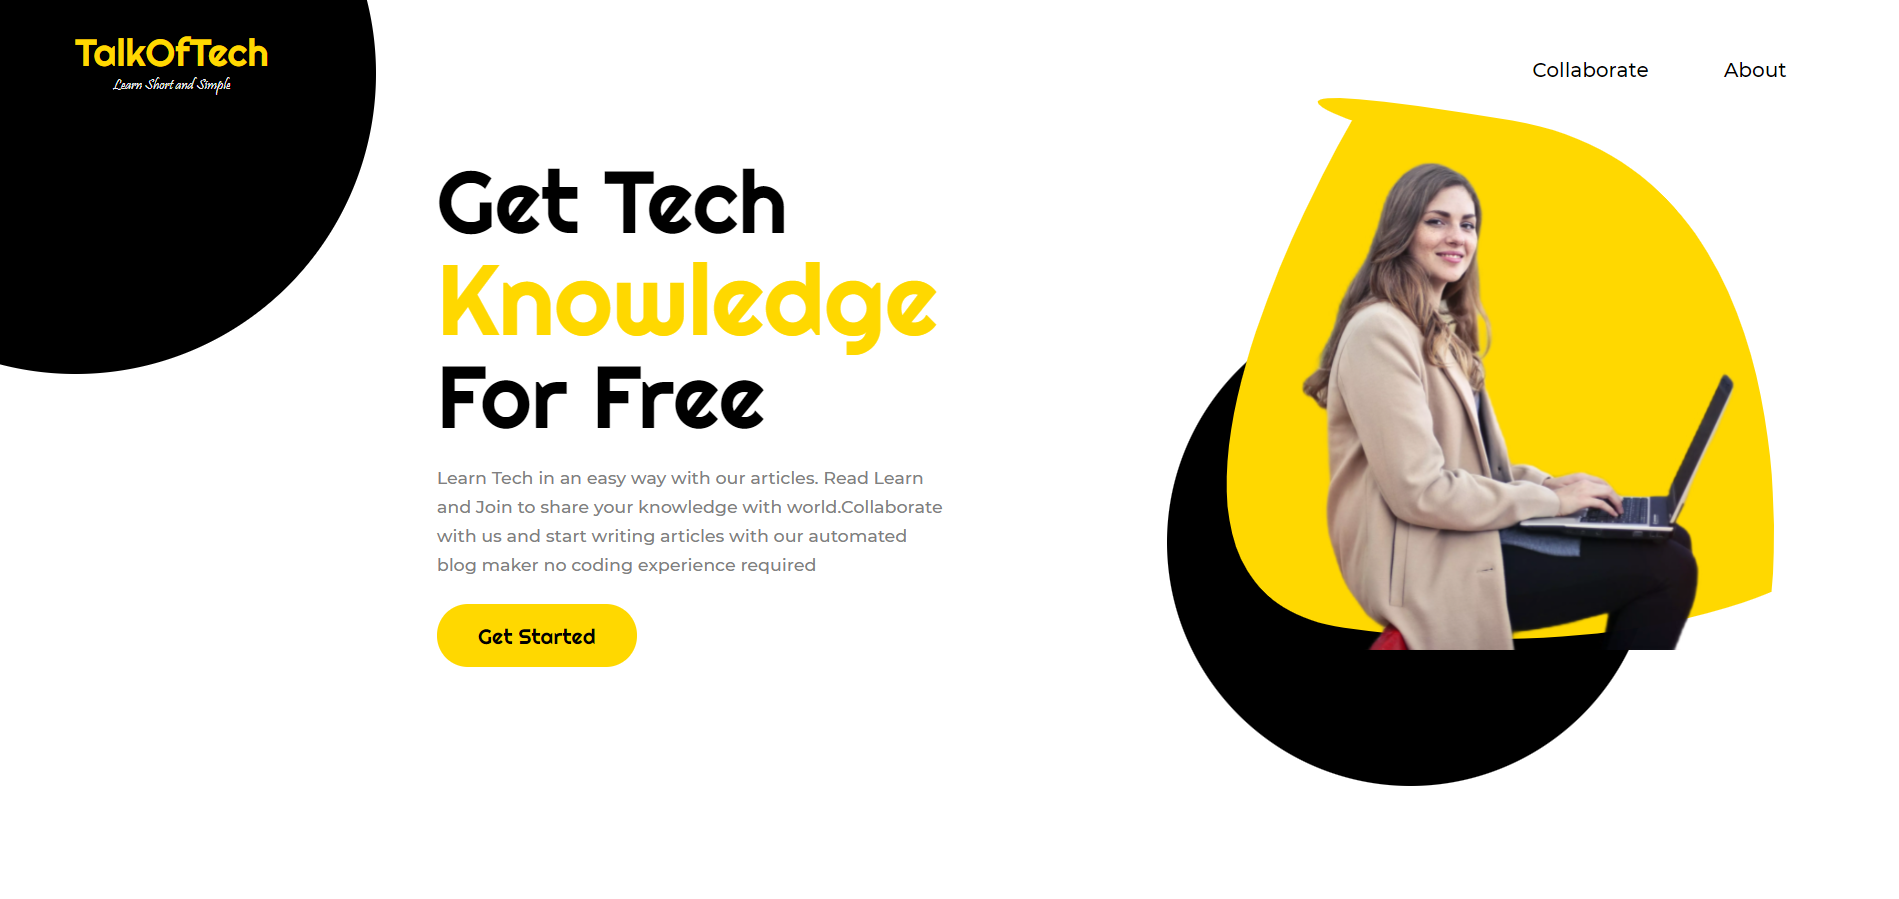 TalkOfTech
Learn Short and Simple
Collaborate
About
Get Tech
Knowledge
For Free
Learn Tech in an easy way with our articles. Read Learn
and Join to share your knowledge with world.Collaborate
with us and start writing articles with our automated
blog maker no coding experience required
Get Started